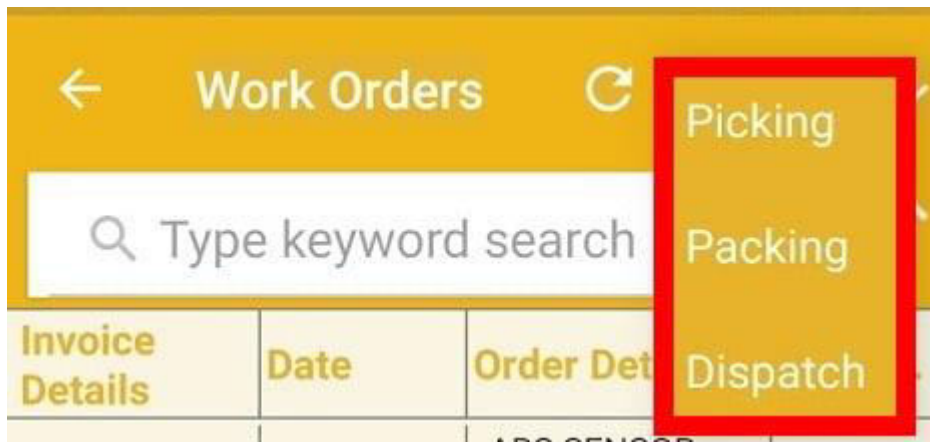 Work Orders
Picking
Type keyword search
Packing
Invoice
Details
Date
Order Det
Dispatch